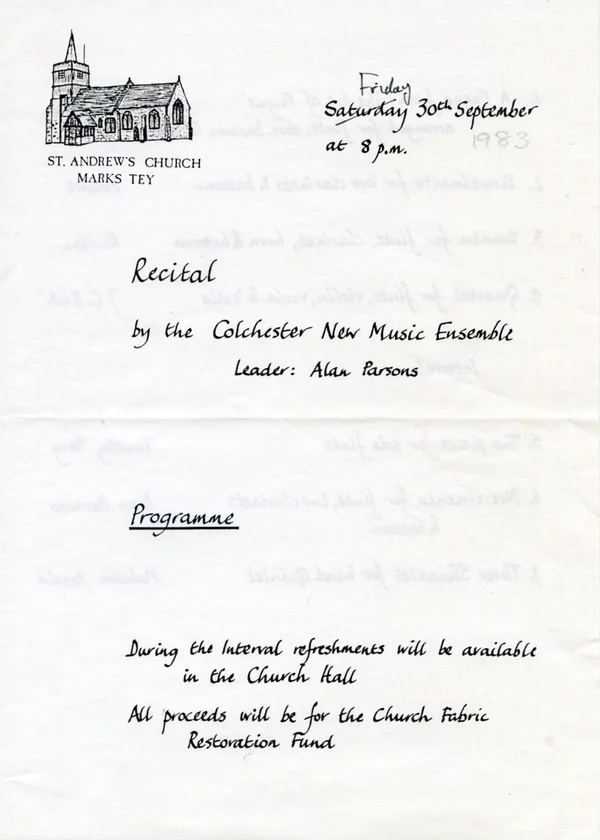 Friday
Saturday 30th September
1983
at 8 p.m.
ST. ANDREW'S CHURCH
MARKS TEY
Recital
by the Colchester New Music Ensemble
Leader: Alan Parsons
Programme
During the Interval refreshments will be available
in the Church Hall
All proceeds will be for the Church Fabric
Restoration Fund